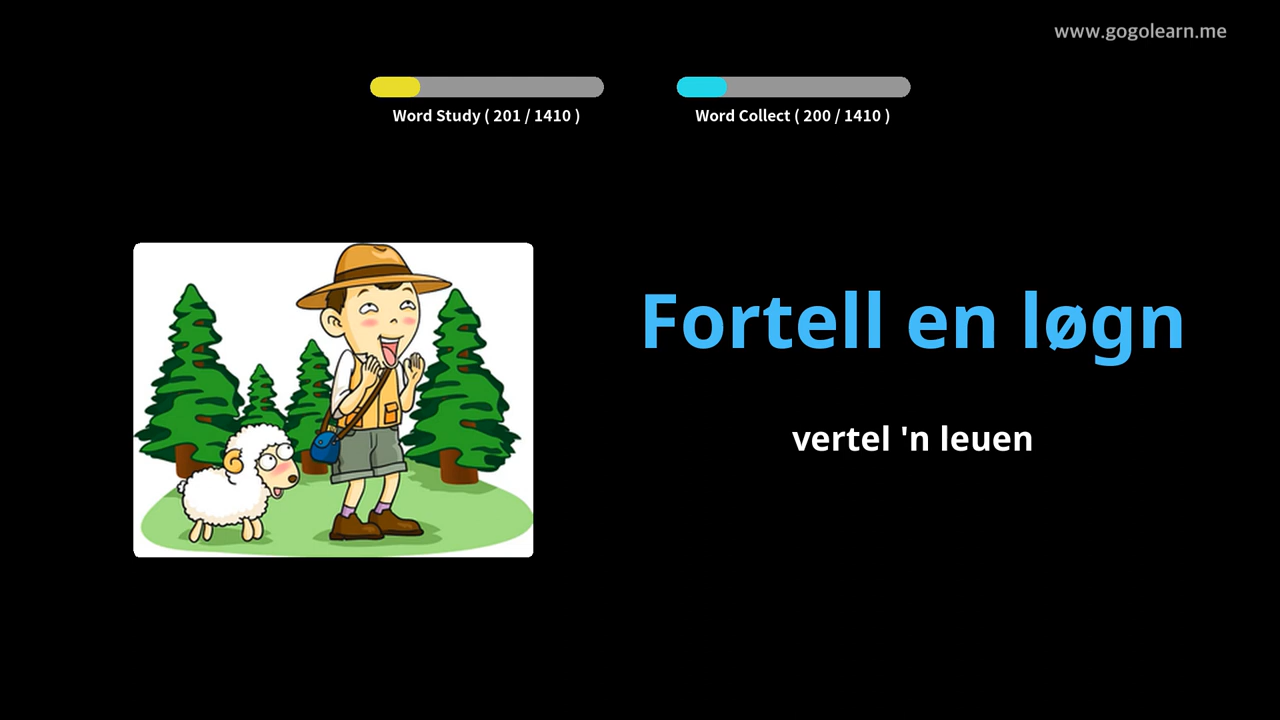 www.gogolearn.me
Word Study ( 201 / 1410 )
Word Collect ( 200 / 1410 )
Fortell en løgn
vertel 'n leuen